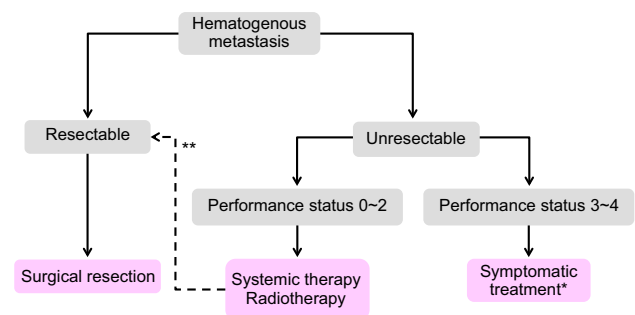 Hematogenous
metastasis
Resectable
**
Unresectable
Performance status 0~2
Performance status 3~4
Surgical resection
Systemic therapy
Radiotherapy
Symptomatic
treatment*